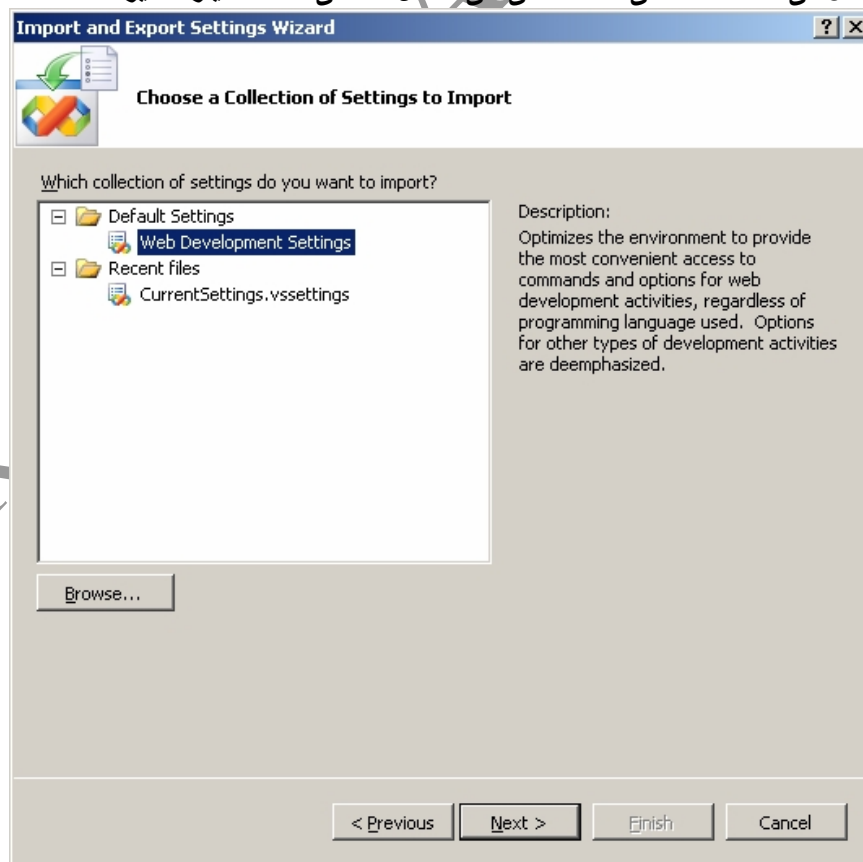 Import and Export Settings Wizard
Choose a Collection of Settings to Import
Which collection of settings do you want to import?
Default Settings
Web Development Settings
Recent files
CurrentSettings.vssettings
Description:
Optimizes the environment to provide
the most convenient access to
commands and options for web
development activities, regardless of
programming language used. Options
for other types of development activities
are deemphasized.
Browse...
< Previous
Next >
Finish
Cancel